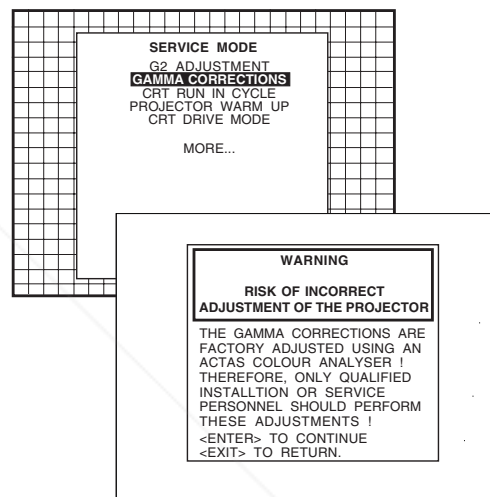 SERVICE MODE
G2 ADJUSTMENT
GAMMA CORRECTIONS
CRT RUN IN CYCLE
PROJECTOR WARM UP
CRT DRIVE MODE
MORE...
WARNING
RISK OF INCORRECT
ADJUSTMENT OF THE PROJECTOR
THE GAMMA CORRECTIONS ARE
FACTORY ADJUSTED USING AN
ACTAS COLOUR ANALYSER !
THEREFORE, ONLY QUALIFIED
INSTALLTION OR SERVICE
PERSONNEL SHOULD PERFORM
THESE ADJUSTMENTS !
<ENTER> TO CONTINUE
<EXIT> TO RETURN.